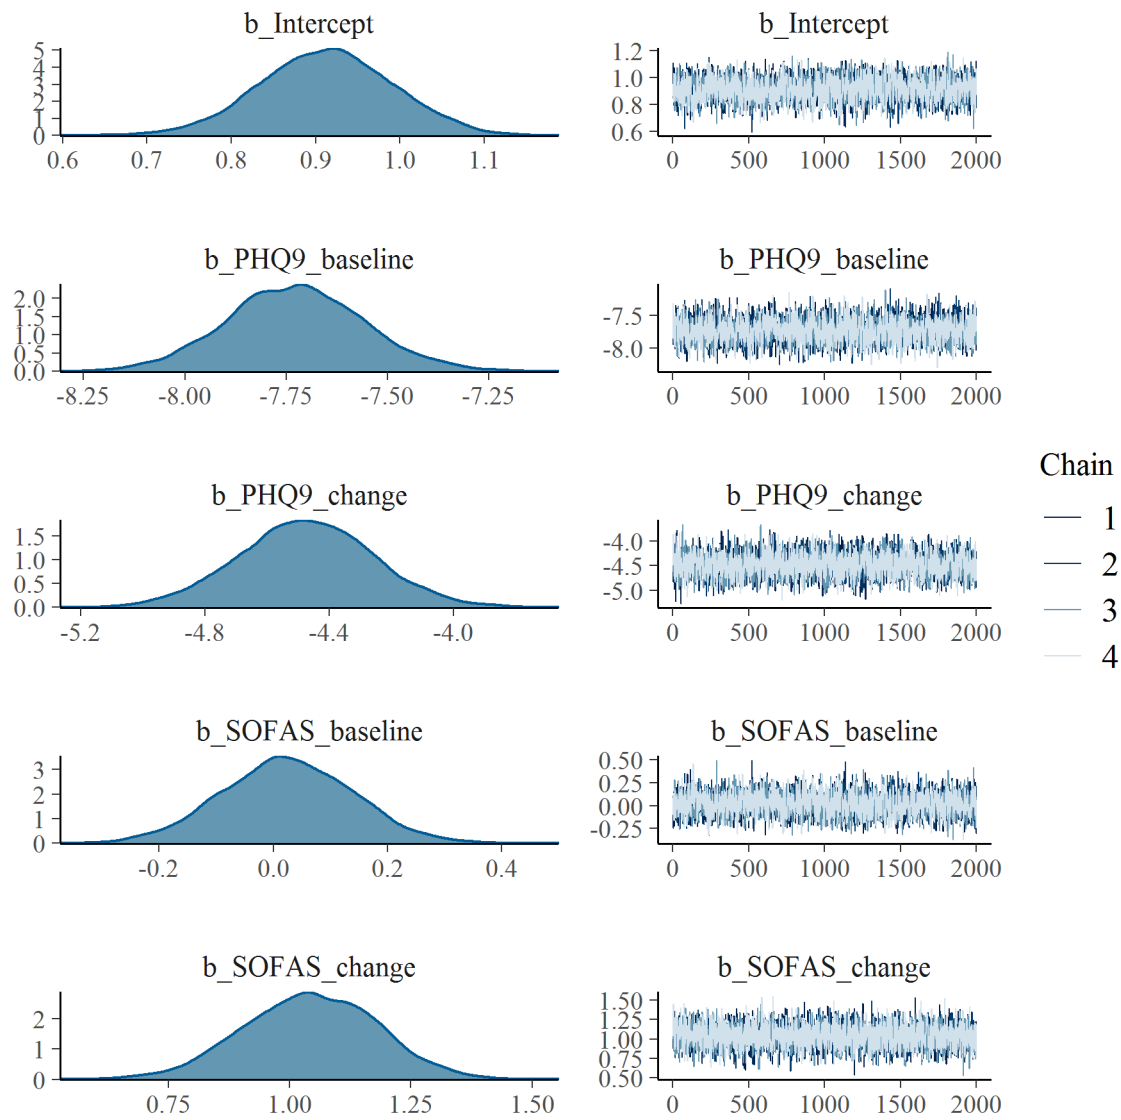 b_Intercept
5
4
3
2
1
0
0.6 0.7 0.8 0.9 1.0 1.1
b_Intercept
1.2
1.0
0.8
0.6
0 500 1000 1500 2000
b_PHQ9_baseline
2.0
1.5
1.0
0.5
0.0
-8.25 -8.00 -7.75 -7.50 -7.25
b_PHQ9_baseline
-7.5
-8.0
0 500 1000 1500 2000
b_PHQ9_change
1.5
1.0
0.5
0.0
-5.2 -4.8 -4.4 -4.0
b_PHQ9_change
-4.0
-4.5
-5.0
0 500 1000 1500 2000
b_SOFAS_baseline
3
2
1
0
-0.2 0.0 0.2 0.4
b_SOFAS_baseline
0.50
0.25
0.00
-0.25
0 500 1000 1500 2000
b_SOFAS_change
2
1
0
0.75 1.00 1.25 1.50
b_SOFAS_change
1.50
1.25
1.00
0.75
0.50
0 500 1000 1500 2000
Chain
1
2
3
4